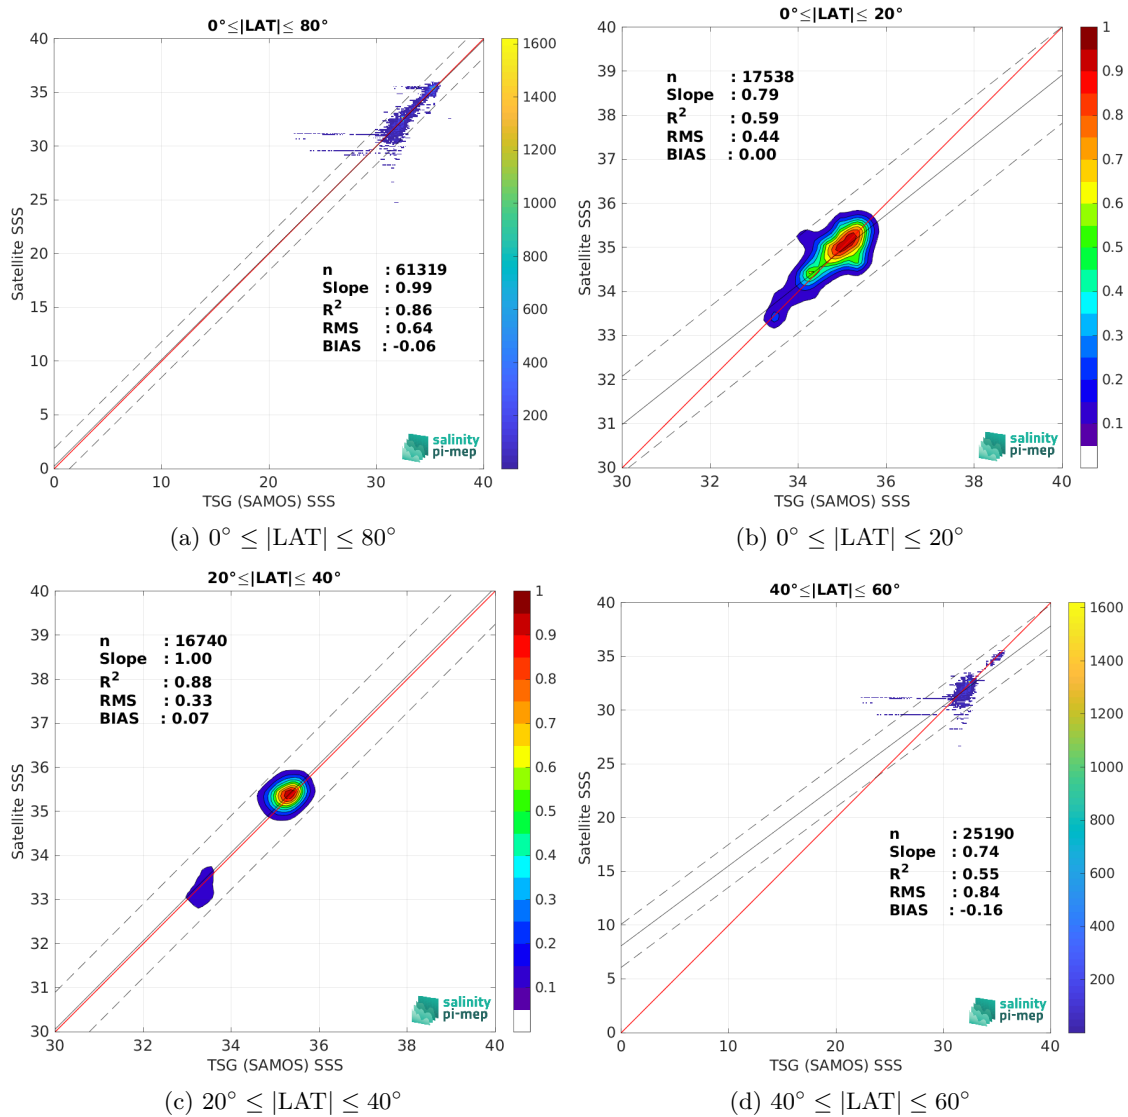 0°≤|LAT|≤ 80°
40
35
30
25
20
15
10
5
0
0
10
20
30
40
Satellite SSS
TSG (SAMOS) SSS
n : 61319
Slope : 0.99
R² : 0.86
RMS : 0.64
BIAS : -0.06
1600
1400
1200
1000
800
600
400
200
salinity
pi-mep
(a) 0° ≤ |LAT| ≤ 80°
0°≤|LAT|≤ 20°
40
39
38
37
36
35
34
33
32
31
30
30
32
34
36
38
40
Satellite SSS
TSG (SAMOS) SSS
n : 17538
Slope : 0.79
R² : 0.59
RMS : 0.44
BIAS : 0.00
1
0.9
0.8
0.7
0.6
0.5
0.4
0.3
0.2
0.1
salinity
pi-mep
(b) 0° ≤ |LAT| ≤ 20°
20°≤|LAT|≤ 40°
40
39
38
37
36
35
34
33
32
31
30
30
32
34
36
38
40
Satellite SSS
TSG (SAMOS) SSS
n : 16740
Slope : 1.00
R² : 0.88
RMS : 0.33
BIAS : 0.07
1
0.9
0.8
0.7
0.6
0.5
0.4
0.3
0.2
0.1
salinity
pi-mep
(c) 20° ≤ |LAT| ≤ 40°
40°≤|LAT|≤ 60°
40
35
30
25
20
15
10
5
0
0
10
20
30
40
Satellite SSS
TSG (SAMOS) SSS
n : 25190
Slope : 0.74
R² : 0.55
RMS : 0.84
BIAS : -0.16
1600
1400
1200
1000
800
600
400
200
salinity
pi-mep
(d) 40° ≤ |LAT| ≤ 60°